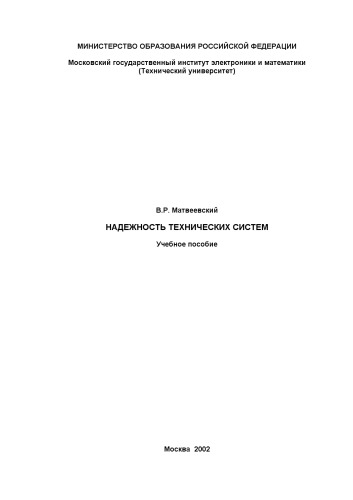 МИНИСТЕРСТВО ОБРАЗОВАНИЯ РОССИЙСКОЙ ФЕДЕРАЦИИ
Московский государственный институт электроники и математики
(Технический университет)
В.Р. Матвеевский
НАДЕЖНОСТЬ ТЕХНИЧЕСКИХ СИСТЕМ
Учебное пособие
Москва 2002